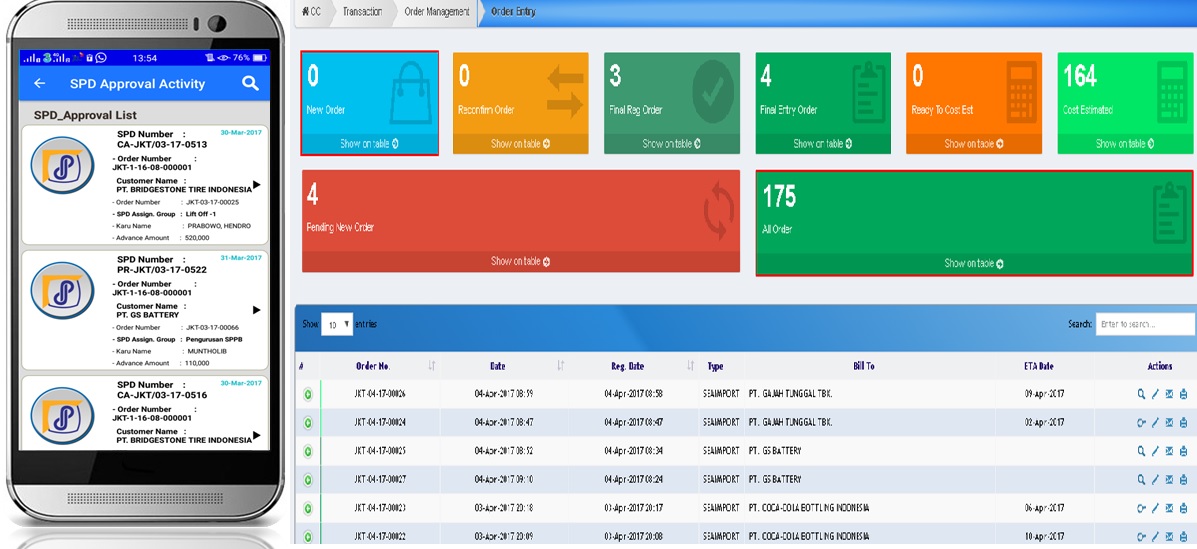 13:54
76%
SPD Approval Activity
SPD_Approval List
SPD Number : 30-Mar-2017
CA-JKT/03-17-0513
- Order Number :
JKT-1-16-08-000001
Customer Name :
PT. BRIDGESTONE TIRE INDONESIA
- Order Number : JKT-03-17-00025
- SPD Assign. Group : Lift Off -1
- Karu Name : PRABOWO, HENDRO
- Advance Amount : 520,000
SPD Number : 31-Mar-2017
PR-JKT/03-17-0522
- Order Number :
JKT-1-16-08-000001
Customer Name :
PT. GS BATTERY
- Order Number : JKT-03-17-00066
- SPD Assign. Group : Pengurusan SPPB
- Karu Name : MUNTHOLIB
- Advance Amount : 110,000
SPD Number : 30-Mar-2017
CA-JKT/03-17-0516
- Order Number :
JKT-1-16-08-000001
Customer Name :
PT. BRIDGESTONE TIRE INDONESIA
CC Transaction Order Management Order Entry
0
New Order
Show on table
0
Reconfirm Order
Show on table
3
Final Reg Order
Show on table
4
Final Entry Order
Show on table
0
Ready To Cost Est
Show on table
164
Cost Estimated
Show on table
4
Pending New Order
Show on table
175
All Order
Show on table
Show 10 entries Search: Enter to search...
# Order No. Date Reg. Date Type Bill To ETA Date Actions
JKT-04-17-00026 04-Apr-2017 08:59 04-Apr-2017 08:58 SEAIMPORT PT. GAJAH TUNGGAL TBK. 09-Apr-2017
JKT-04-17-00024 04-Apr-2017 08:47 04-Apr-2017 08:47 SEAIMPORT PT. GAJAH TUNGGAL TBK. 02-Apr-2017
JKT-04-17-00025 04-Apr-2017 08:52 04-Apr-2017 08:34 SEAIMPORT PT. GS BATTERY
JKT-04-17-00027 04-Apr-2017 09:10 04-Apr-2017 08:24 SEAIMPORT PT. GS BATTERY
JKT-04-17-00023 03-Apr-2017 20:18 03-Apr-2017 20:17 SEAIMPORT PT. COCA-COLA BOTTLING INDONESIA 06-Apr-2017
JKT-04-17-00022 03-Apr-2017 20:09 03-Apr-2017 20:08 SEAIMPORT PT. COCA-COLA BOTTLING INDONESIA 10-Apr-2017